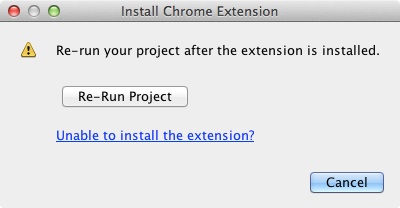 Install Chrome Extension
Re-run your project after the extension is installed.
Re-Run Project
Unable to install the extension?
Cancel